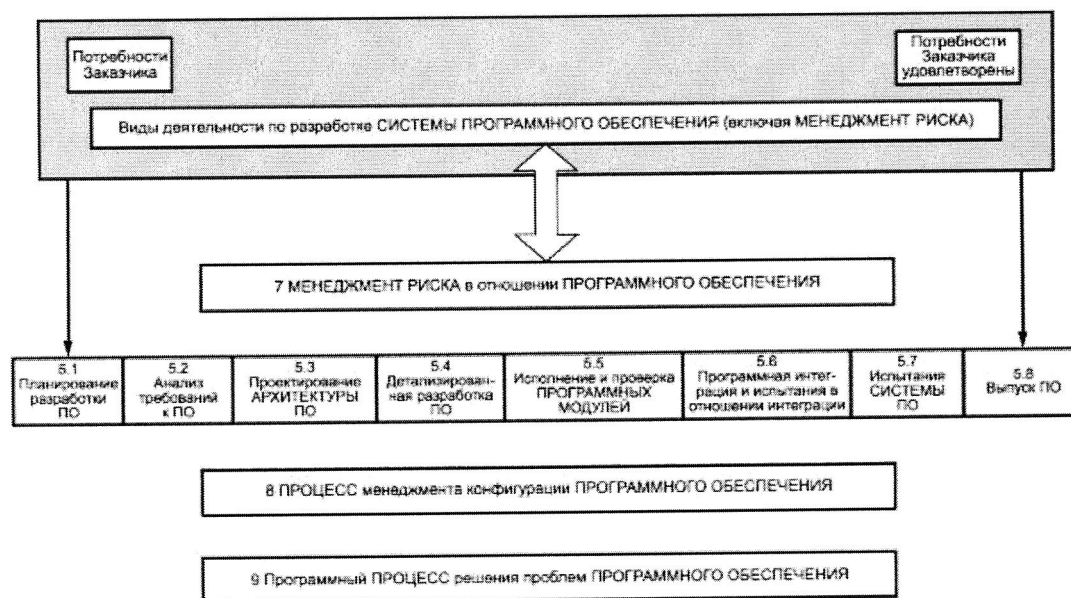 Потребности
Заказчика
Потребности
Заказчика
удовлетворены
Виды деятельности по разработке СИСТЕМЫ ПРОГРАММНОГО ОБЕСПЕЧЕНИЯ (включая МЕНЕДЖМЕНТ РИСКА)
7 МЕНЕДЖМЕНТ РИСКА в отношении ПРОГРАММНОГО ОБЕСПЕЧЕНИЯ
5.1
Планирование
разработки
ПО
5.2
Анализ
требований
к ПО
5.3
Проектирование
АРХИТЕКТУРЫ
ПО
5.4
Детализирован-
ная разработка
ПО
5.5
Исполнение и проверка
ПРОГРАММНЫХ
МОДУЛЕЙ
5.6
Программная интег-
рация и испытания в
отношении интеграции
5.7
Испытания
СИСТЕМЫ
ПО
5.8
Выпуск ПО
8 ПРОЦЕСС менеджмента конфигурации ПРОГРАММНОГО ОБЕСПЕЧЕНИЯ
9 Программный ПРОЦЕСС решения проблем ПРОГРАММНОГО ОБЕСПЕЧЕНИЯ